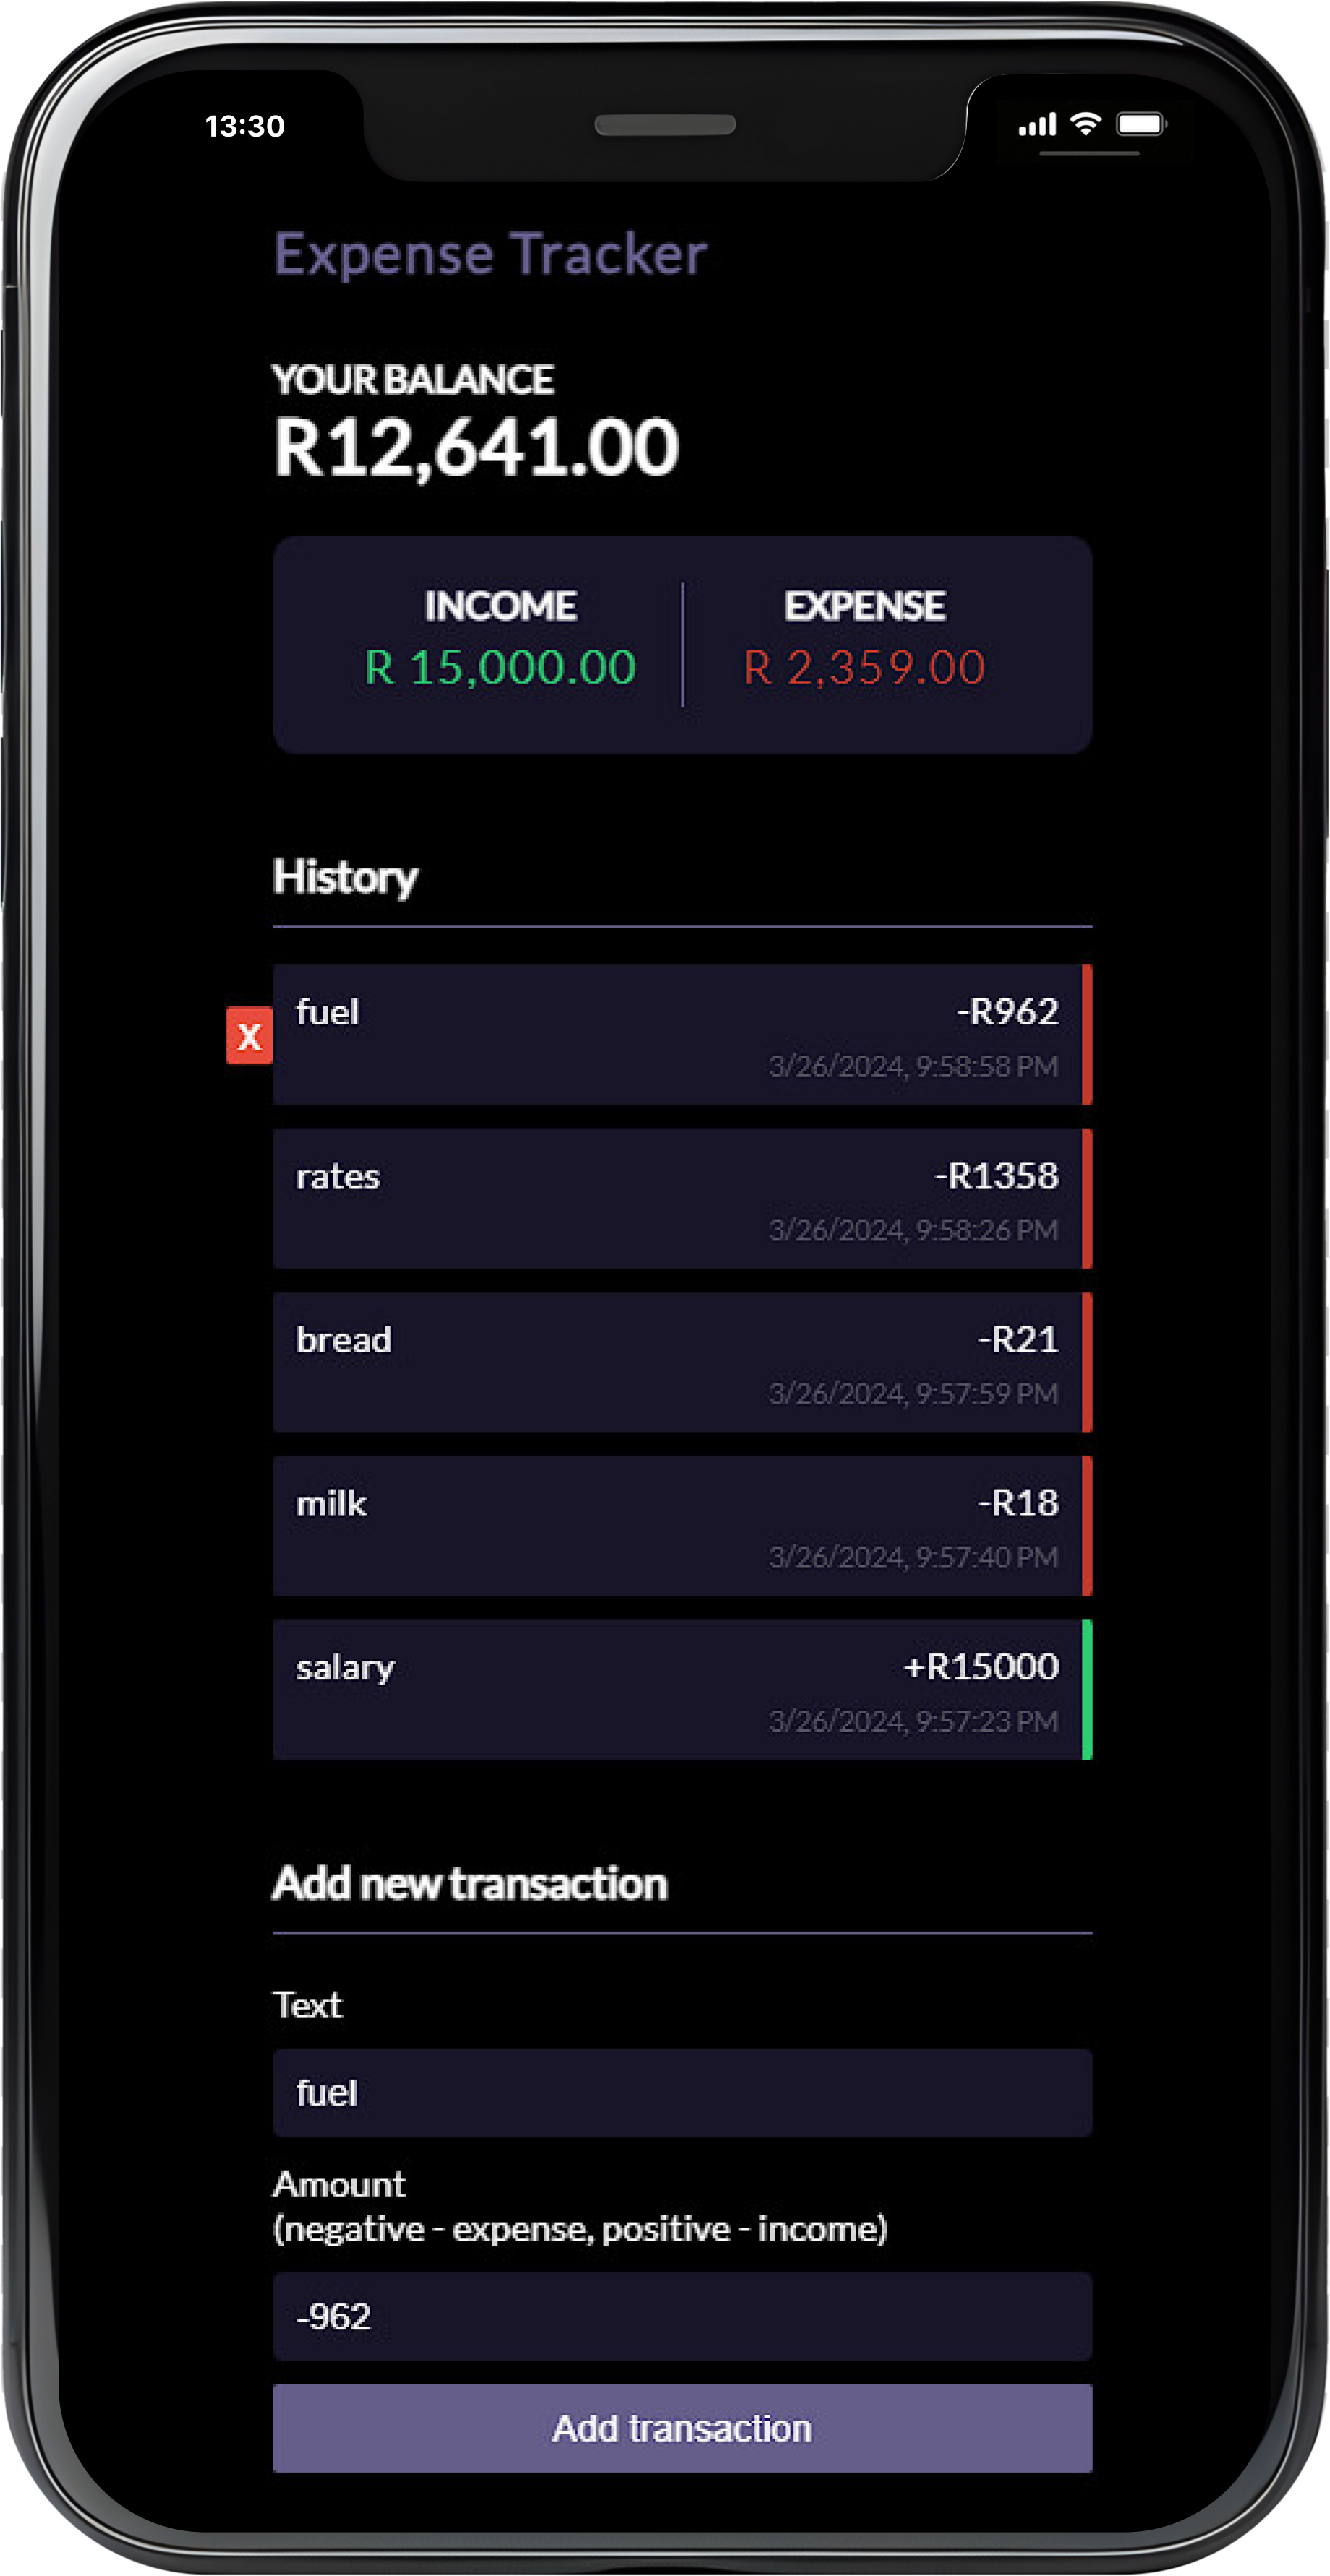 13:30
Expense Tracker
YOUR BALANCE
R12,641.00
INCOME EXPENSE
R 15,000.00 R 2,359.00
History
fuel -R962
X
3/26/2024, 9:58:58 PM
rates -R1358
3/26/2024, 9:58:26 PM
bread -R21
3/26/2024, 9:57:59 PM
milk -R18
3/26/2024, 9:57:40 PM
salary +R15000
3/26/2024, 9:57:23 PM
Add new transaction
Text
fuel
Amount
(negative - expense, positive - income)
-962
Add transaction